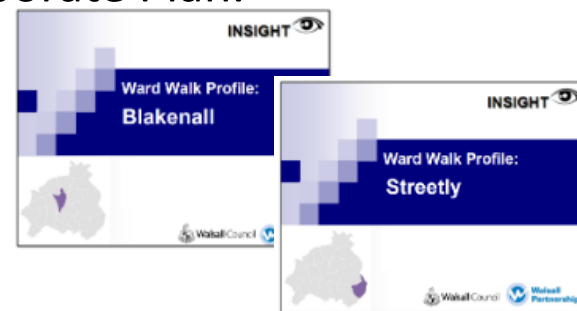 INSIGHT
Ward Walk Profile:
Blakenall
Walsall Council
INSIGHT
Ward Walk Profile:
Streetly
Walsall Council
Walsall
Partnership